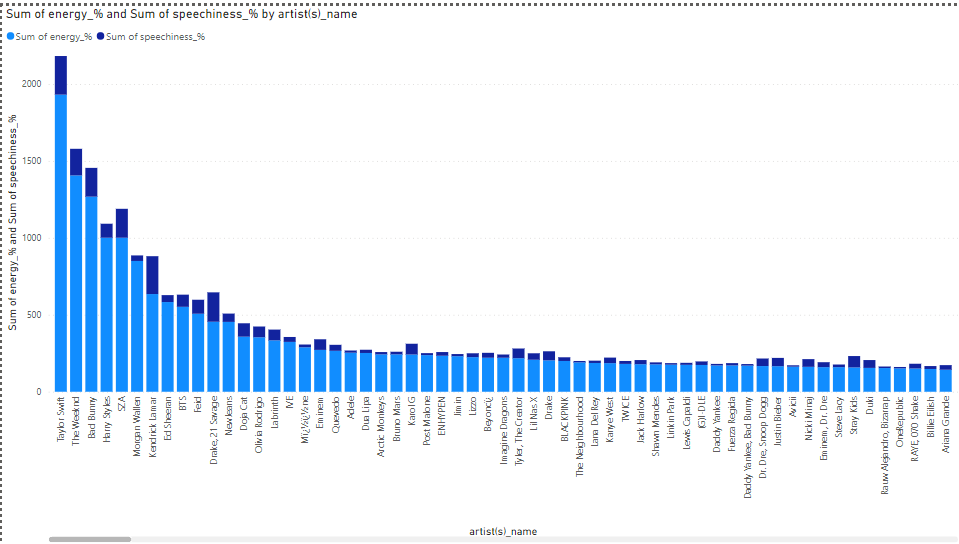 Sum of energy_% and Sum of speechiness_% by artist(s)_name
Sum of energy_% Sum of speechiness_%
Sum of energy_% and Sum of speechiness_%
2000
1500
1000
500
0
Taylor Swift
The Weeknd
Bad Bunny
Harry Styles
SZA
Morgan Wallen
Kendrick Lamar
Ed Sheeran
BTS
Feid
Drake, 21 Savage
NewJeans
Doja Cat
Olivia Rodrigo
Labrinth
IVE
Mï¿½ï¿½ne
Eminem
Quevedo
Adele
Dua Lipa
Arctic Monkeys
Bruno Mars
Karol G
Post Malone
ENHYPEN
Jimin
Lizzo
Imagine Dragons
Tyler, The Creator
Lil Nas X
Drake
BLACKPINK
The Neighbourhood
Lana Del Rey
Kanye West
TWICE
Jack Harlow
Shawn Mendes
Linkin Park
Lewis Capaldi
(G)I-DLE
Daddy Yankee
Fuerza Regida
Daddy Yankee, Bad Bunny
Dr. Dre, Snoop Dogg
Justin Bieber
Avicii
Nicki Minaj
Eminem, Dr. Dre
Steve Lacy
Stray Kids
Duki
Rauw Alejandro, Bizarrap
OneRepublic
RAYE, 070 Shake
Billie Eilish
Ariana Grande
artist(s)_name